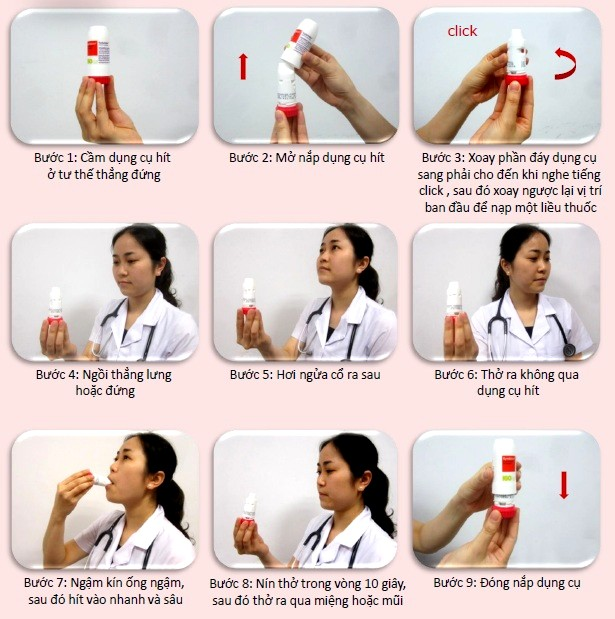 click
Bước 1: Cầm dụng cụ hít
ở tư thế thẳng đứng
Bước 2: Mở nắp dụng cụ hít
Bước 3: Xoay phần đáy dụng cụ
sang phải cho đến khi nghe tiếng
click , sau đó xoay ngược lại vị trí
ban đầu để nạp một liều thuốc
Bước 4: Ngồi thẳng lưng
hoặc đứng
Bước 5: Hơi ngửa cổ ra sau
Bước 6: Thở ra không qua
dụng cụ hít
Bước 7: Ngậm kín ống ngậm,
sau đó hít vào nhanh và sâu
Bước 8: Nín thở trong vòng 10 giây,
sau đó thở ra qua miệng hoặc mũi
Bước 9: Đóng nắp dụng cụ